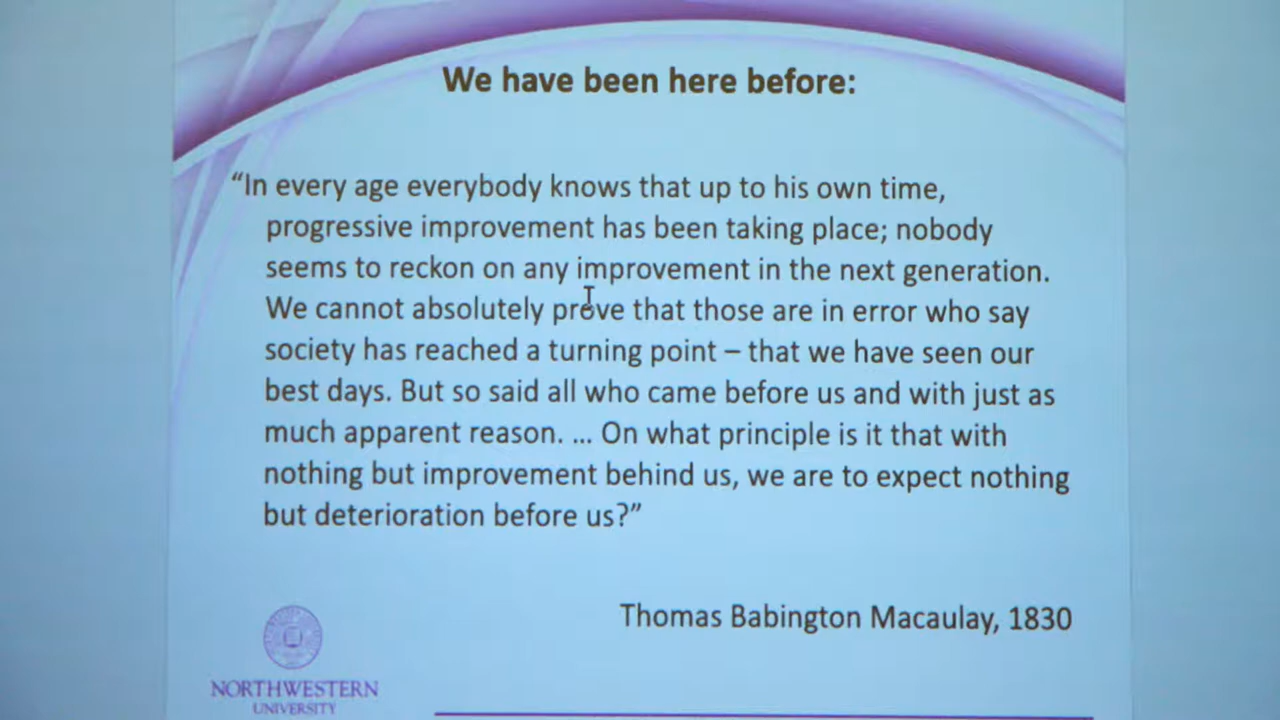 We have been here before:
“In every age everybody knows that up to his own time,
progressive improvement has been taking place; nobody
seems to reckon on any improvement in the next generation.
We cannot absolutely prove that those are in error who say
society has reached a turning point – that we have seen our
best days. But so said all who came before us and with just as
much apparent reason. ... On what principle is it that with
nothing but improvement behind us, we are to expect nothing
but deterioration before us?”
Thomas Babington Macaulay, 1830
NORTHWESTERN
UNIVERSITY